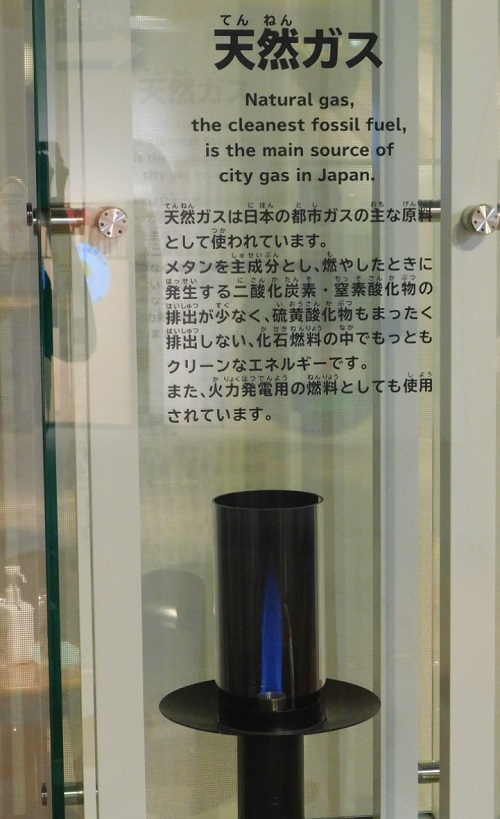 天然ガス
Natural gas,
the cleanest fossil fuel,
is the main source of
city gas in Japan.
天然ガスは日本の都市ガスの主な原料
として使われています。
メタンを主成分とし、燃やしたときに
発生する二酸化炭素・窒素酸化物の
排出が少なく、硫黄酸化物もまったく
排出しない、化石燃料の中でもっとも
クリーンなエネルギーです。
また、火力発電用の燃料としても使用
されています。